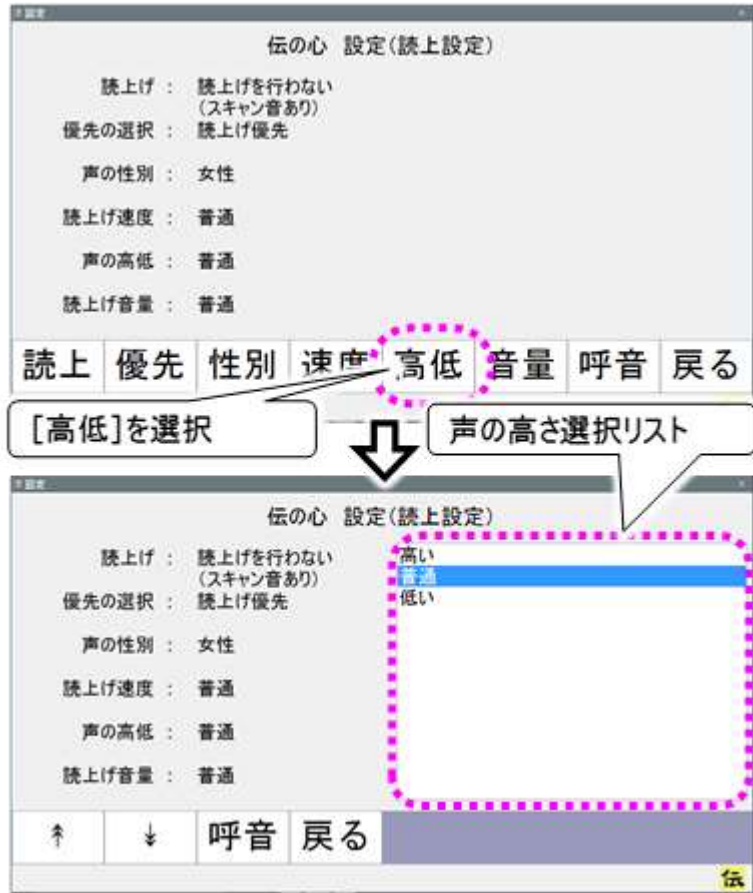 設定
伝の心 設定(読上設定)
読上げ : 読上げを行わない
(スキャン音あり)
優先の選択 : 読上げ優先
声の性別 : 女性
読上げ速度 : 普通
声の高低 : 普通
読上げ音量 : 普通
読上 優先 性別 速度 高低 音量 呼音 戻る
[高低]を選択
声の高さ選択リスト
設定
伝の心 設定(読上設定)
読上げ : 読上げを行わない
(スキャン音あり)
優先の選択 : 読上げ優先
声の性別 : 女性
読上げ速度 : 普通
声の高低 : 普通
読上げ音量 : 普通
高い
普通
低い
↟ ↡ 呼音 戻る
伝